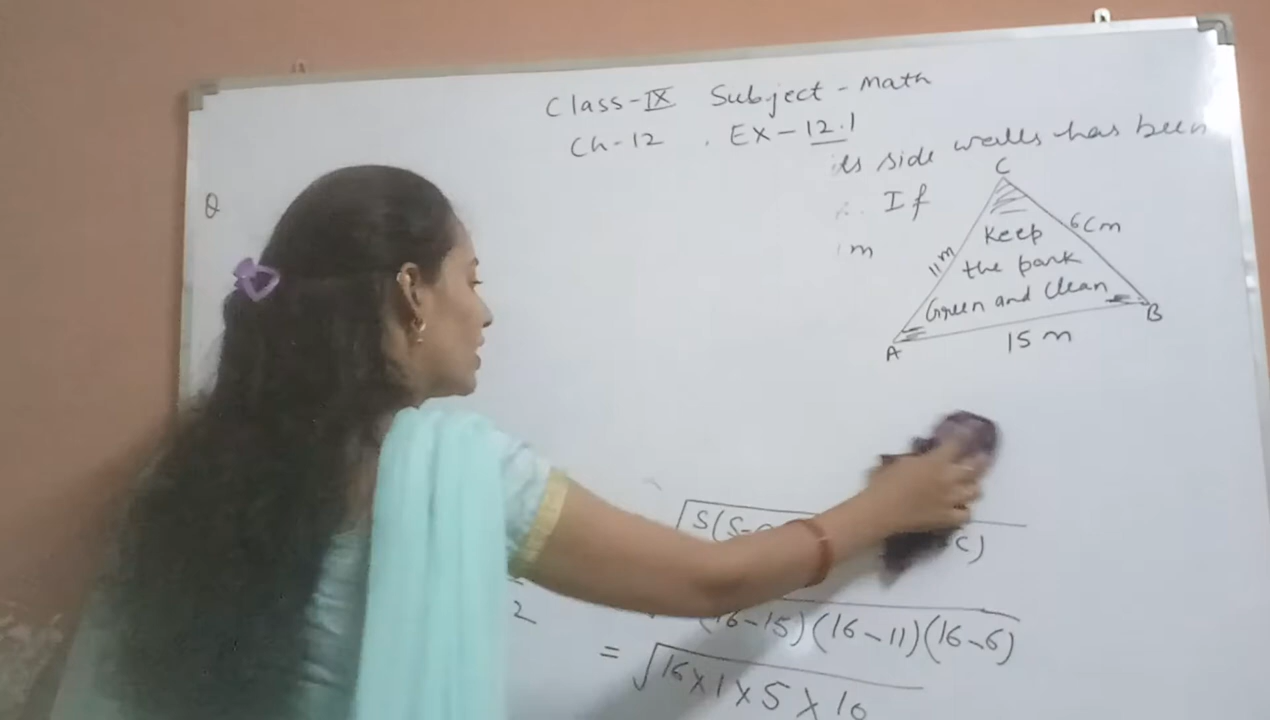 Class-IX Subject - Math
Ch-12 . Ex-12.1
its side walls has been
Q
If
m
C
11m
6cm
Keep
the park
Green and Clean
A
15 m
B
√S(S-
C)
2
(16-15)(16-11)(16-6)
= √16×1×5×10